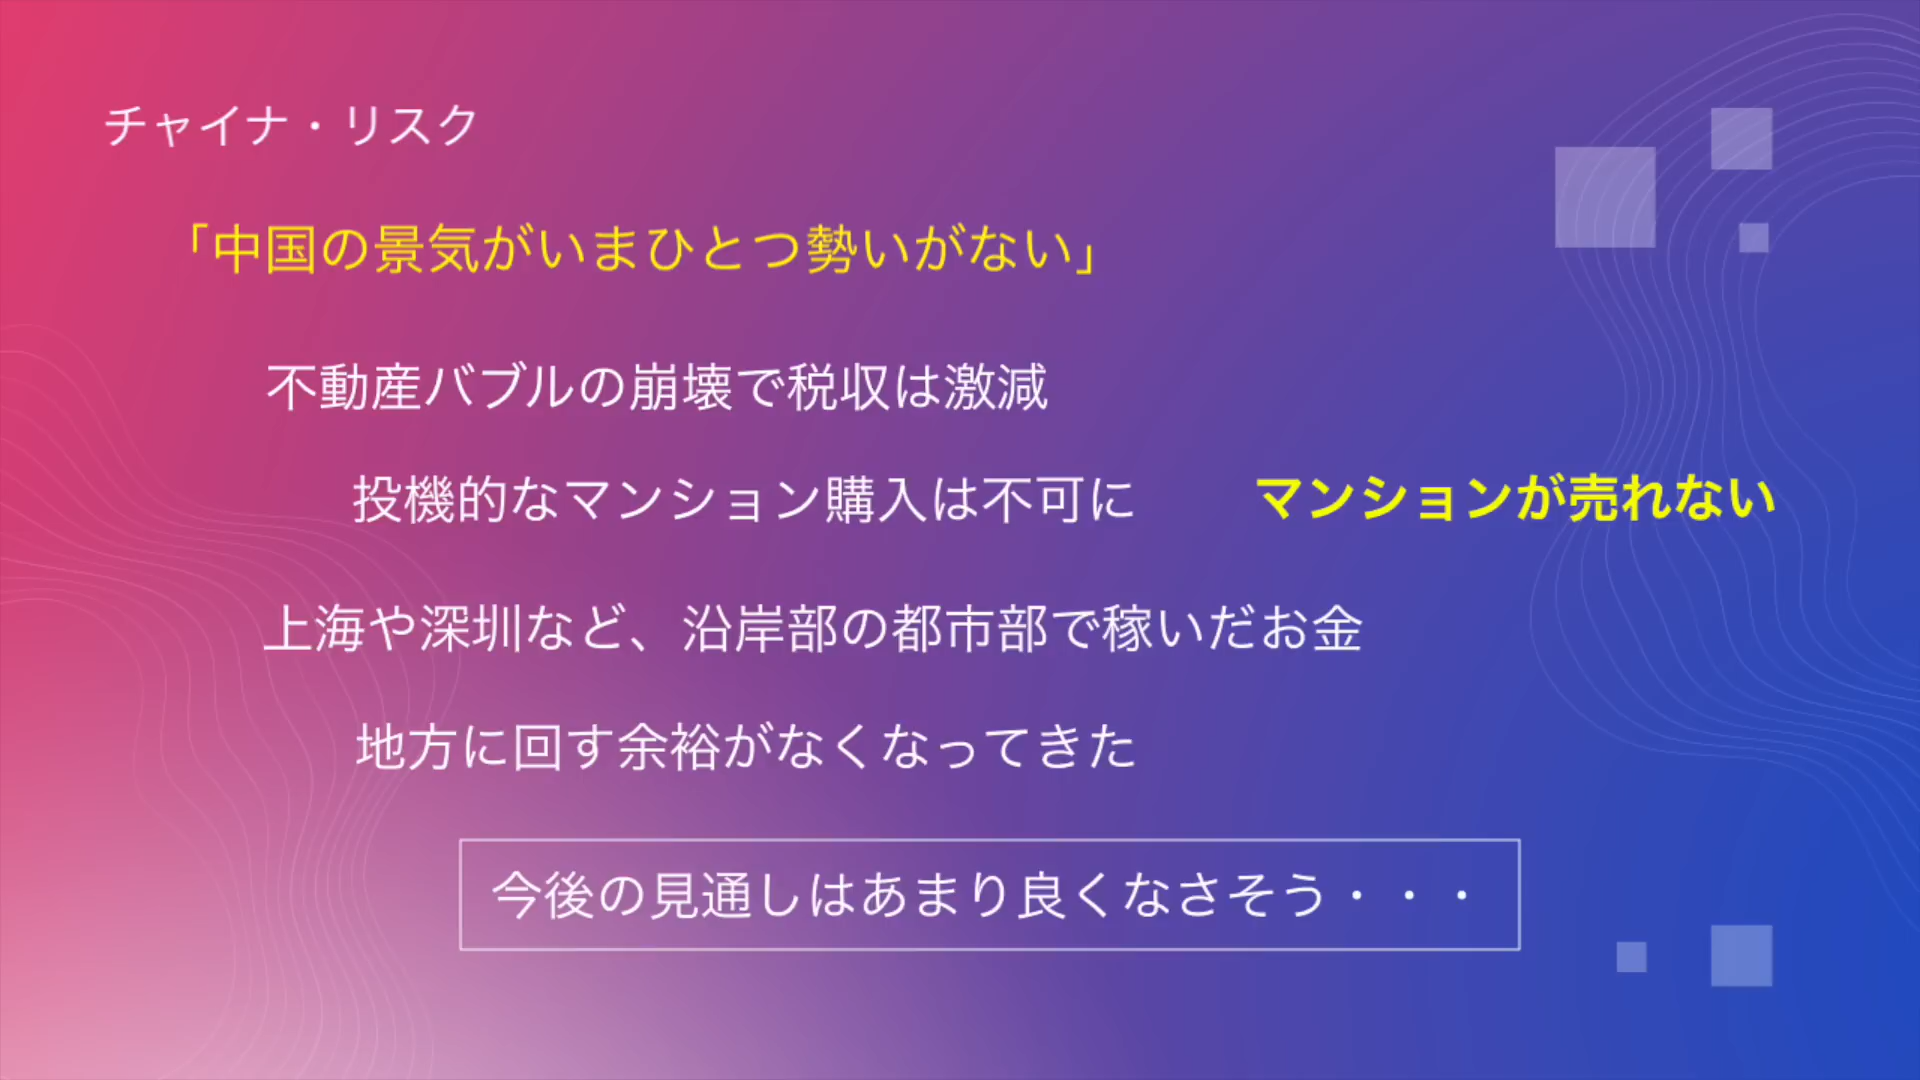 チャイナ・リスク
「中国の景気がいまひとつ勢いがない」
不動産バブルの崩壊で税収は激減
投機的なマンション購入は不可に　マンションが売れない
上海や深圳など、沿岸部の都市部で稼いだお金
地方に回す余裕がなくなってきた
今後の見通しはあまり良くなさそう・・・